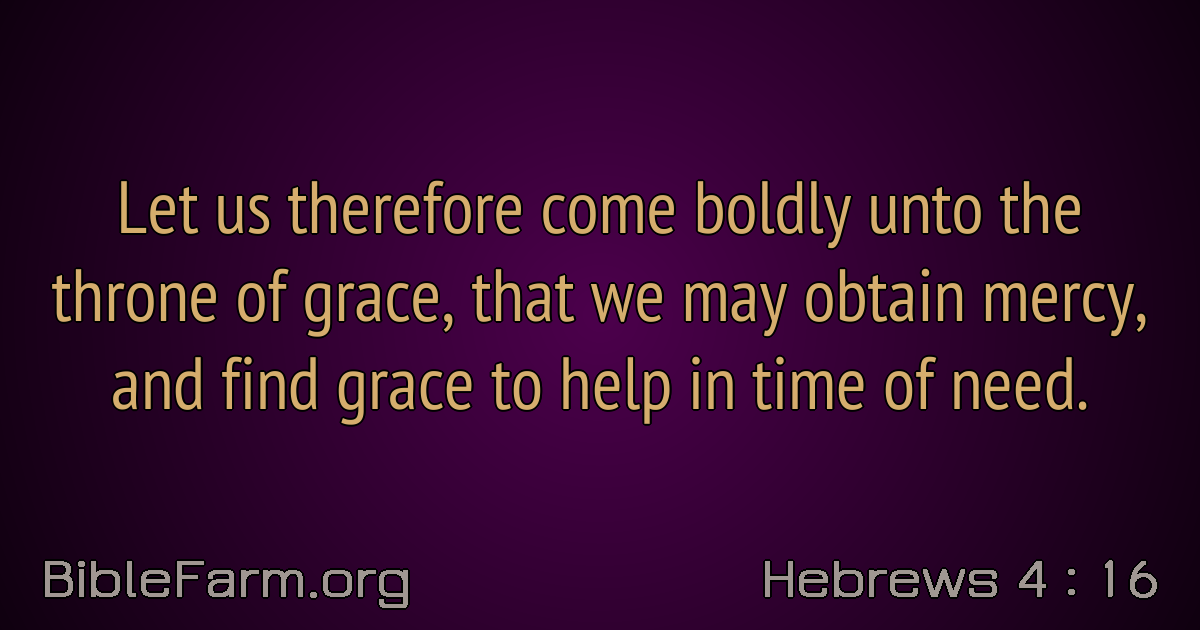 Let us therefore come boldly unto the
throne of grace, that we may obtain mercy,
and find grace to help in time of need.
BibleFarm.org
Hebrews 4 : 16